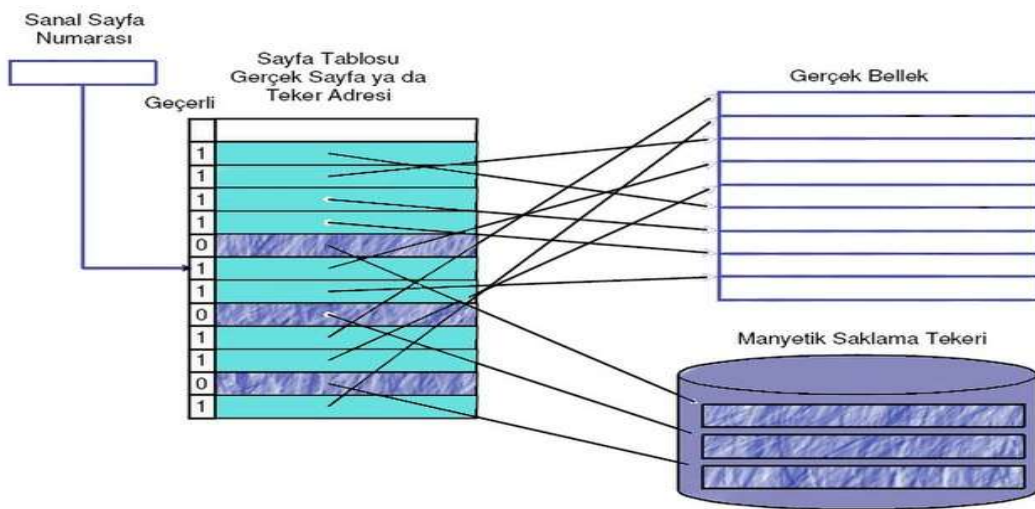 Sanal Sayfa
Numarası
Sayfa Tablosu
Gerçek Sayfa ya da
Teker Adresi
Geçerli
Gerçek Bellek
1
1
1
1
0
1
1
0
1
1
0
1
Manyetik Saklama Tekeri